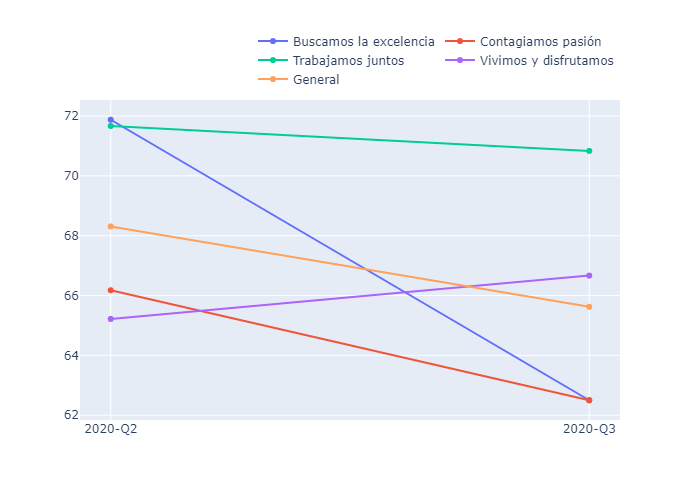 Buscamos la excelencia Contagiamos pasión
Trabajamos juntos Vivimos y disfrutamos
General
72
70
68
66
64
62
2020-Q2 2020-Q3